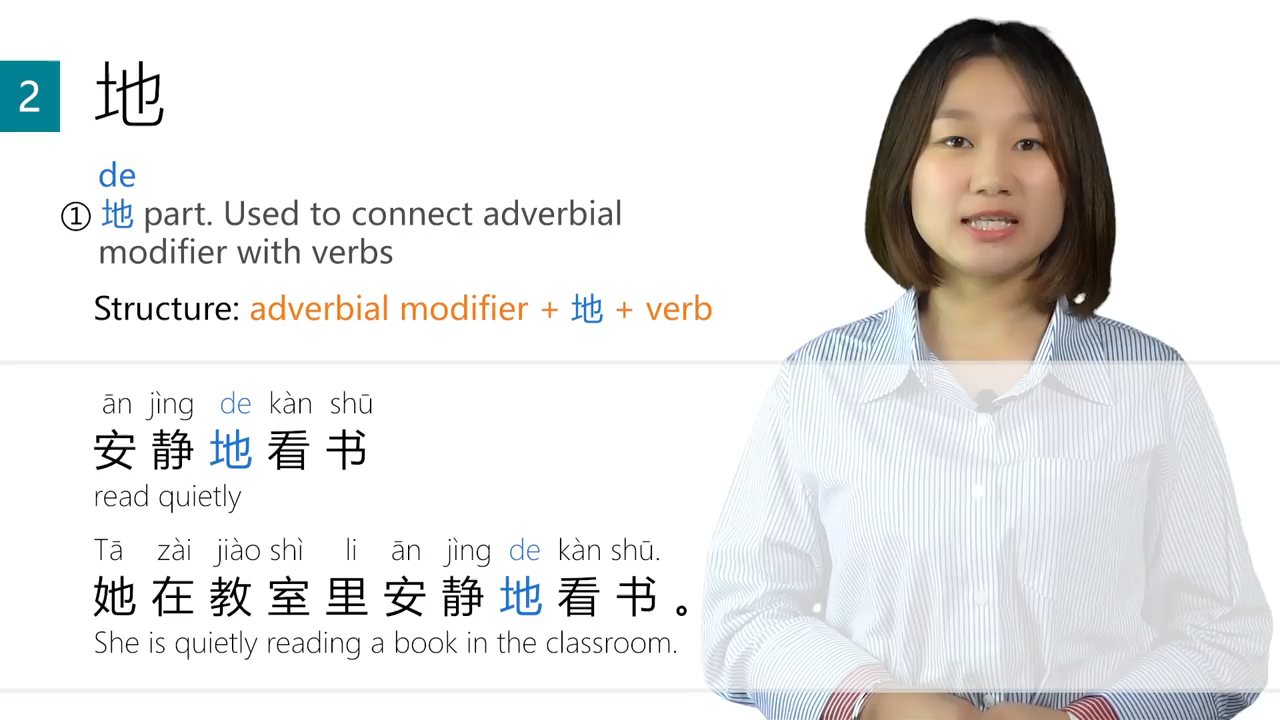 2 地
de
① 地 part. Used to connect adverbial
modifier with verbs
Structure: adverbial modifier + 地 + verb
ān jìng de kàn shū
安静地看书
read quietly
Tā zài jiào shì li ān jìng de kàn shū.
她在教室里安静地看书。
She is quietly reading a book in the classroom.